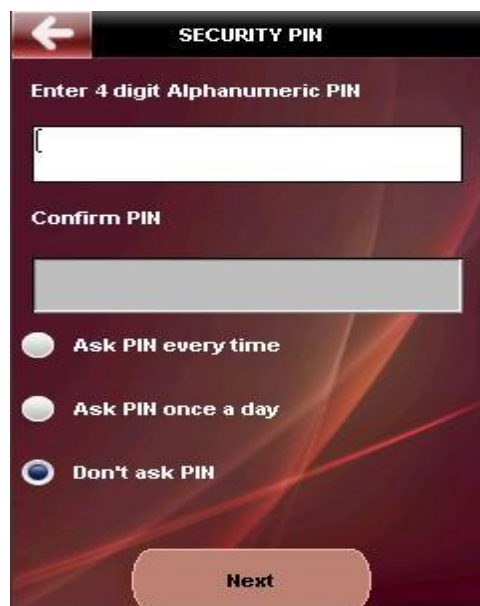 SECURITY PIN
Enter 4 digit Alphanumeric PIN
Confirm PIN
Ask PIN every time
Ask PIN once a day
Don't ask PIN
Next